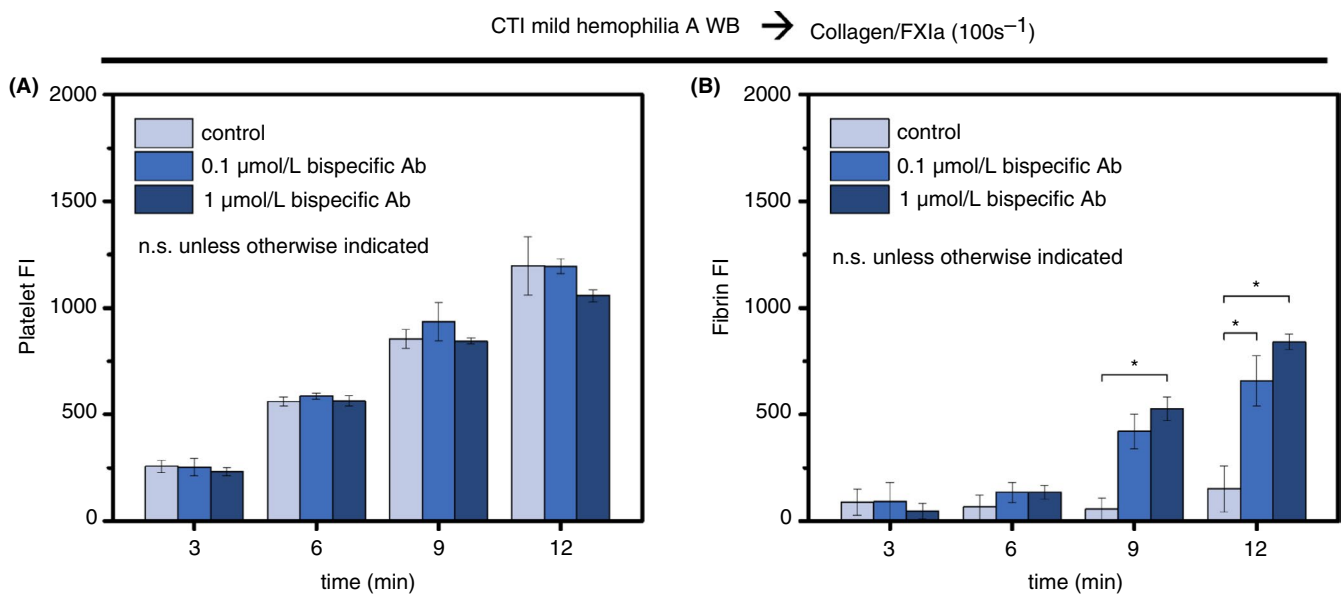 CTI mild hemophilia A WB → Collagen/FXIa (100s⁻¹)
(A)
2000
1500
1000
500
0
Platelet FI
control
0.1 µmol/L bispecific Ab
1 µmol/L bispecific Ab
n.s. unless otherwise indicated
3 6 9 12
time (min)
(B)
2000
1500
1000
500
0
Fibrin FI
control
0.1 µmol/L bispecific Ab
1 µmol/L bispecific Ab
n.s. unless otherwise indicated
*
*
*
3 6 9 12
time (min)